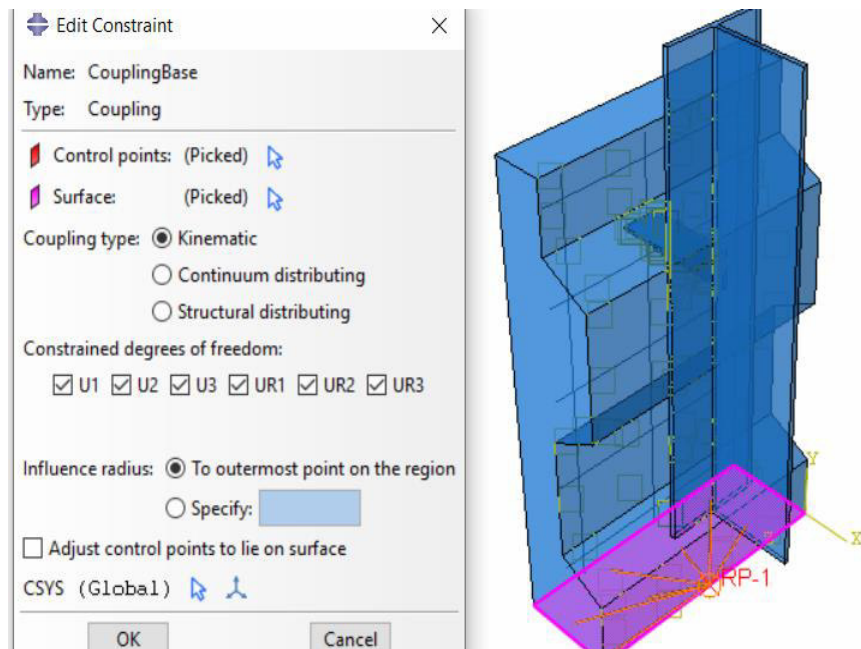 Edit Constraint
Name: CouplingBase
Type: Coupling
Control points: (Picked)
Surface: (Picked)
Coupling type: Kinematic
Continuum distributing
Structural distributing
Constrained degrees of freedom:
U1 U2 U3 UR1 UR2 UR3
Influence radius: To outermost point on the region
Specify:
Adjust control points to lie on surface
CSYS (Global)
OK Cancel
Y
X
Z
RP-1